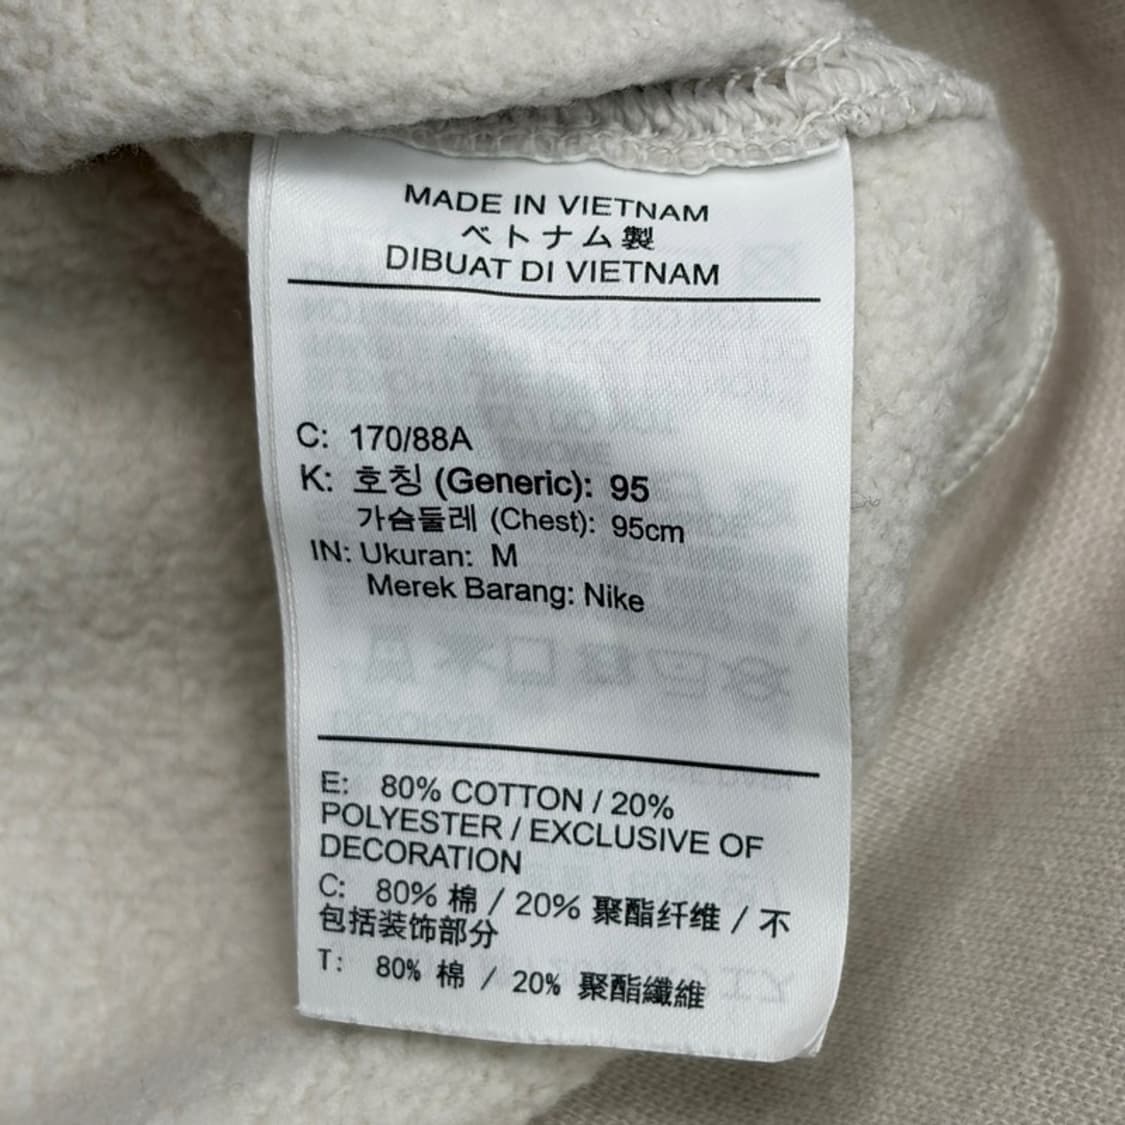 MADE IN VIETNAM
ベトナム製
DIBUAT DI VIETNAM
C: 170/88A
K: 호칭 (Generic): 95
가슴둘레 (Chest): 95cm
IN: Ukuran: M
Merek Barang: Nike
E: 80% COTTON / 20%
POLYESTER / EXCLUSIVE OF
DECORATION
C: 80% 棉 / 20% 聚酯纤维 / 不
包括装饰部分
T: 80% 棉 / 20% 聚酯纖維